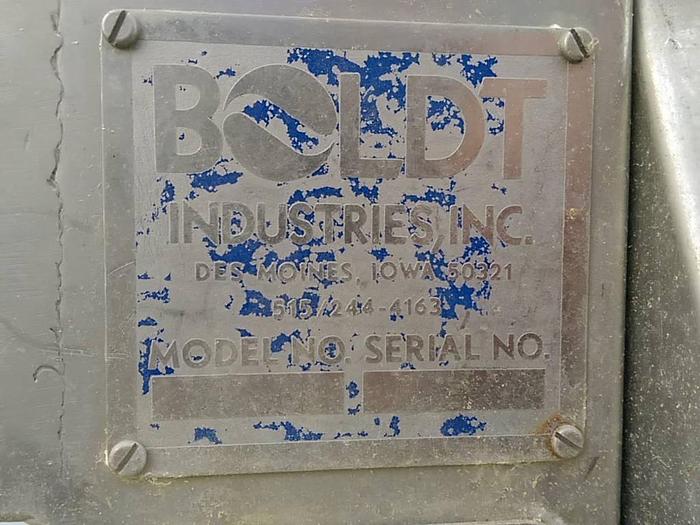 BOLDT
INDUSTRIES, INC.
DES MOINES, IOWA 50321
515/244-4163
MODEL NO. SERIAL NO.